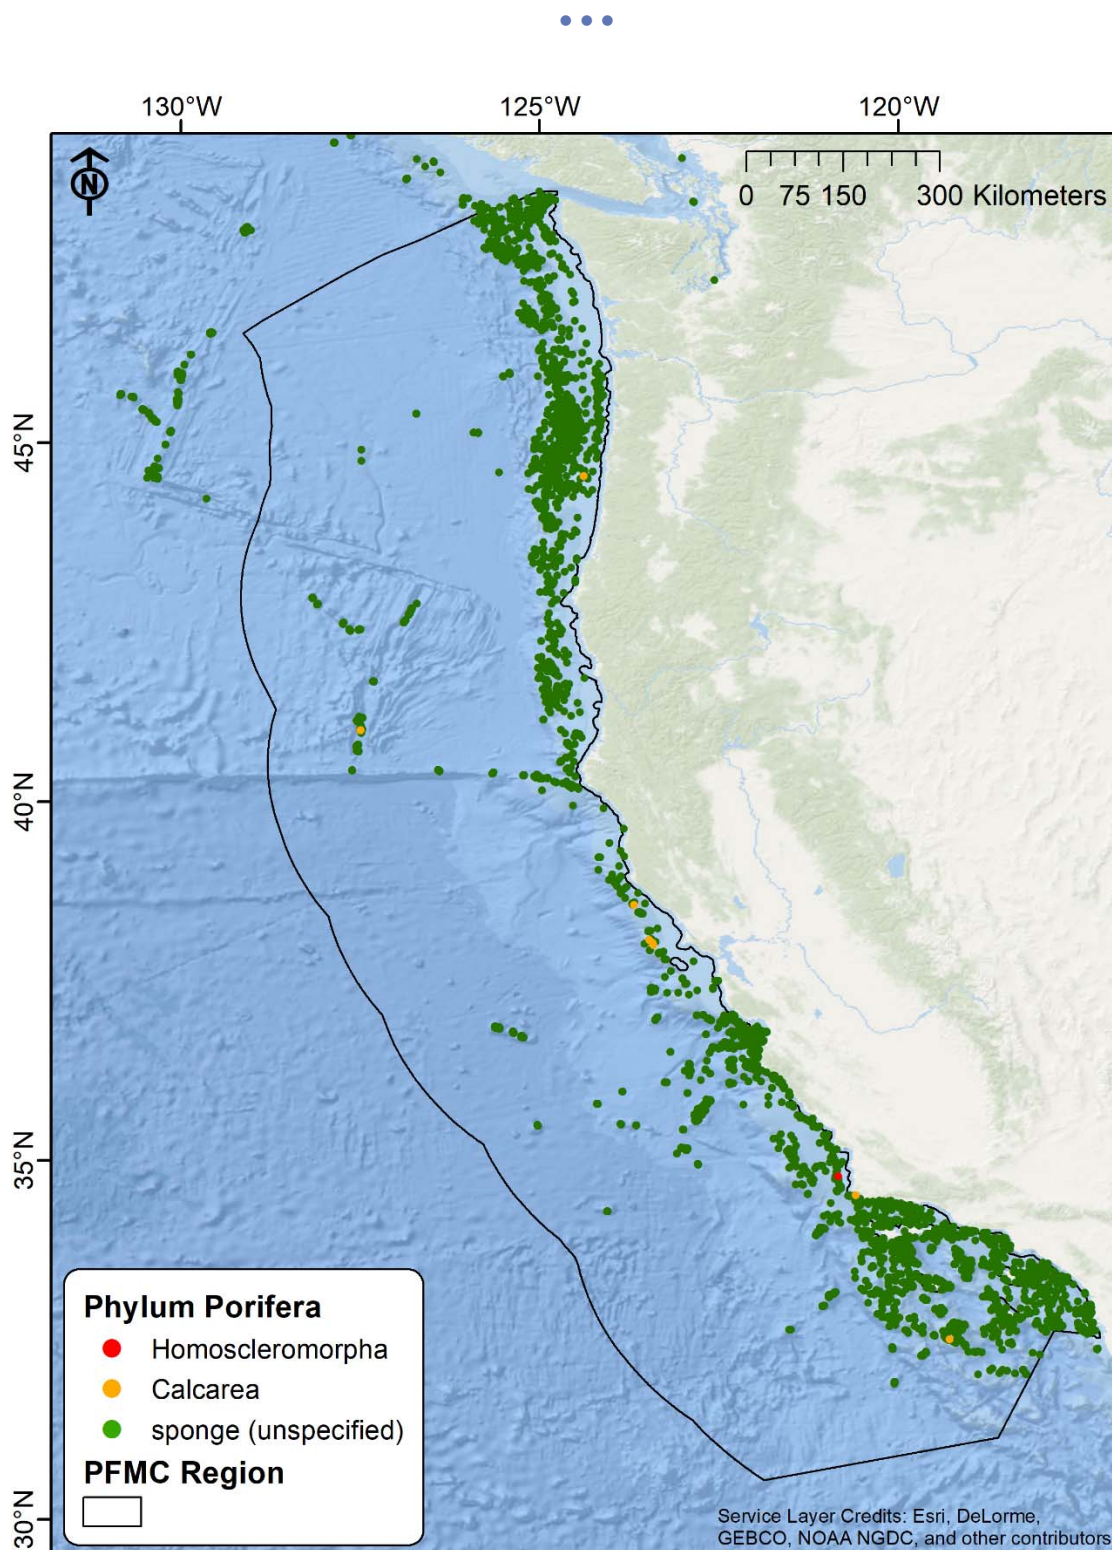 130°W 125°W 120°W
N
0 75 150 300 Kilometers
45°N
40°N
35°N
30°N
Phylum Porifera
Homoscleromorpha
Calcarea
sponge (unspecified)
PFMC Region
Service Layer Credits: Esri, DeLorme,
GEBCO, NOAA NGDC, and other contributors